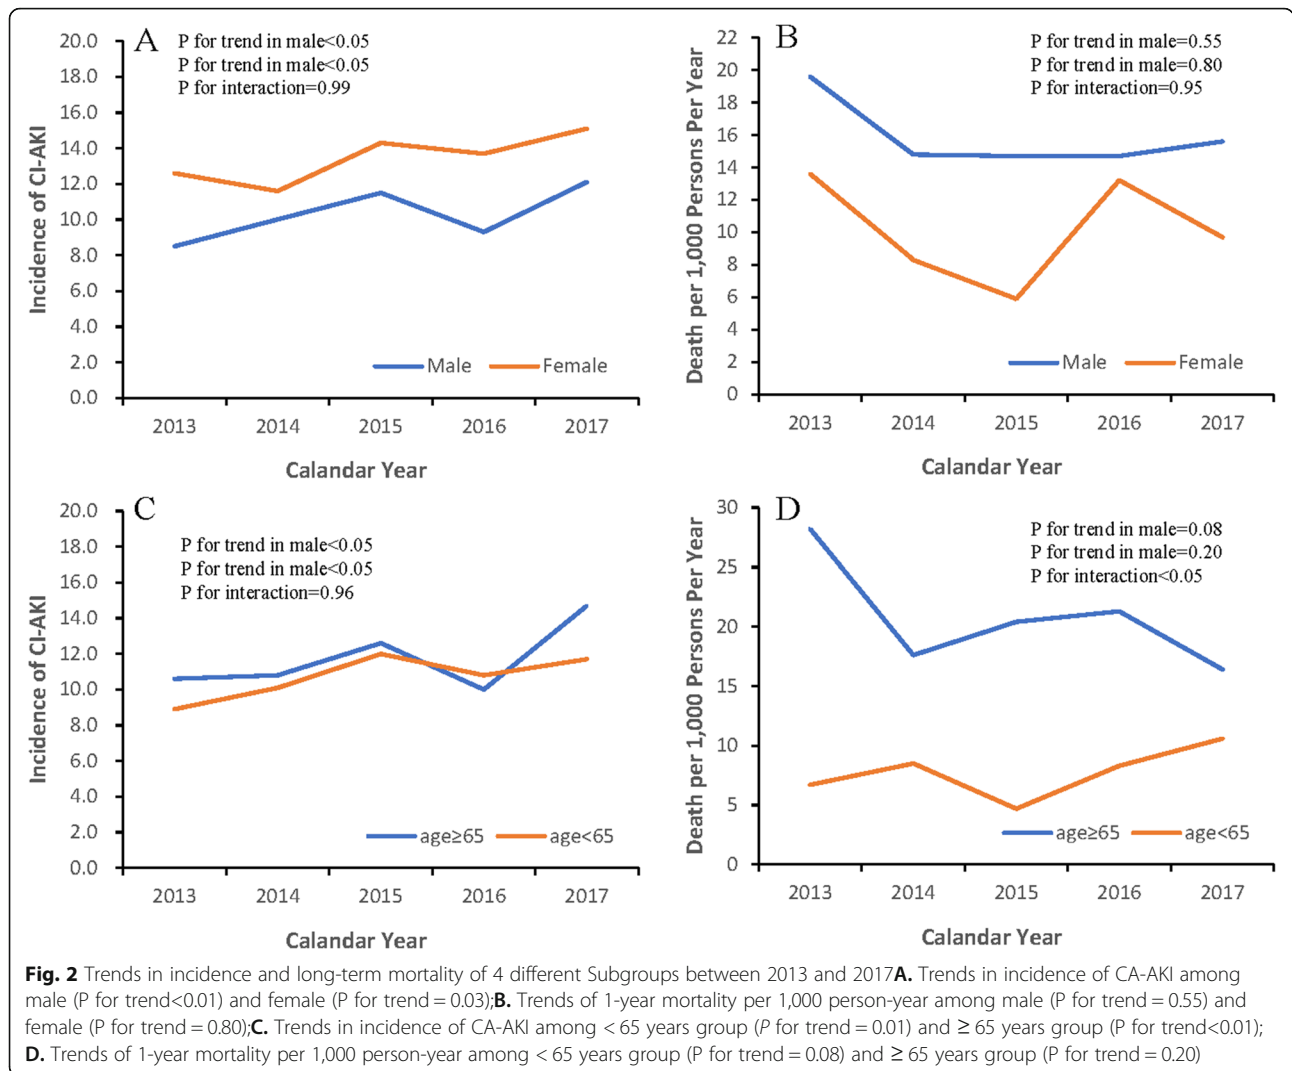 A
P for trend in male<0.05
P for trend in male<0.05
P for interaction=0.99
Incidence of CI-AKI
20.0
18.0
16.0
14.0
12.0
10.0
8.0
6.0
4.0
2.0
0.0
Male Female
2013 2014 2015 2016 2017
Calandar Year
B
P for trend in male=0.55
P for trend in male=0.80
P for interaction=0.95
Death per 1,000 Persons Per Year
22
20
18
16
14
12
10
8
6
4
2
0
Male Female
2013 2014 2015 2016 2017
Calandar Year
C
P for trend in male<0.05
P for trend in male<0.05
P for interaction=0.96
Incidence of CI-AKI
20.0
18.0
16.0
14.0
12.0
10.0
8.0
6.0
4.0
2.0
0.0
age≥65 age<65
2013 2014 2015 2016 2017
Calandar Year
D
P for trend in male=0.08
P for trend in male=0.20
P for interaction<0.05
Death per 1,000 Persons Per Year
30
25
20
15
10
5
0
age≥65 age<65
2013 2014 2015 2016 2017
Calandar Year
Fig. 2 Trends in incidence and long-term mortality of 4 different Subgroups between 2013 and 2017A. Trends in incidence of CA-AKI among
male (P for trend<0.01) and female (P for trend = 0.03);B. Trends of 1-year mortality per 1,000 person-year among male (P for trend = 0.55) and
female (P for trend = 0.80);C. Trends in incidence of CA-AKI among < 65 years group (P for trend = 0.01) and ≥ 65 years group (P for trend<0.01);
D. Trends of 1-year mortality per 1,000 person-year among < 65 years group (P for trend = 0.08) and ≥ 65 years group (P for trend = 0.20)